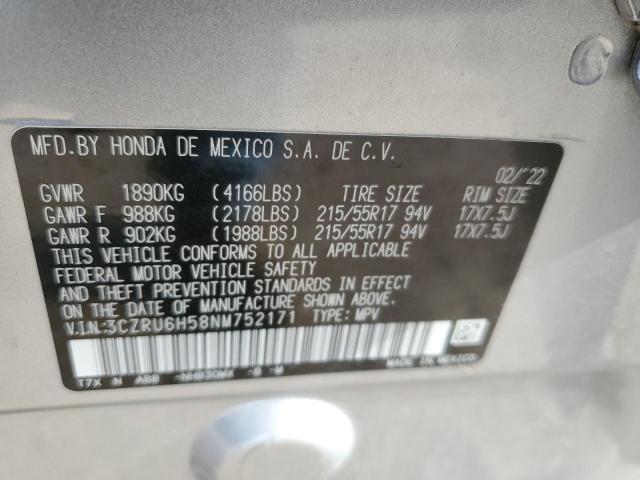 MFD.BY HONDA DE MEXICO S.A. DE C.V.
02/'22
GVWR 1890KG (4166LBS) TIRE SIZE RIM SIZE
GAWR F 988KG (2178LBS) 215/55R17 94V 17X7.5J
GAWR R 902KG (1988LBS) 215/55R17 94V 17X7.5J
THIS VEHICLE CONFORMS TO ALL APPLICABLE
FEDERAL MOTOR VEHICLE SAFETY
AND THEFT PREVENTION STANDARDS IN EFFECT
ON THE DATE OF MANUFACTURE SHOWN ABOVE.
V.I.N:3CZRU6H58NM752171 TYPE: MPV
MADE IN MEXICO
T7X N ABB -B -M